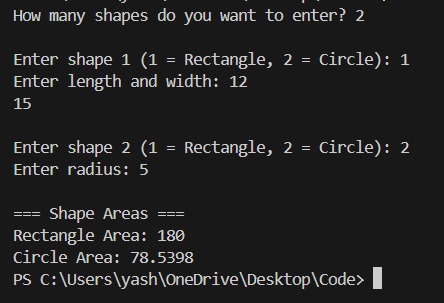 How many shapes do you want to enter? 2
Enter shape 1 (1 = Rectangle, 2 = Circle): 1
Enter length and width: 12
15
Enter shape 2 (1 = Rectangle, 2 = Circle): 2
Enter radius: 5
=== Shape Areas ===
Rectangle Area: 180
Circle Area: 78.5398
PS C:\Users\yash\OneDrive\Desktop\Code>